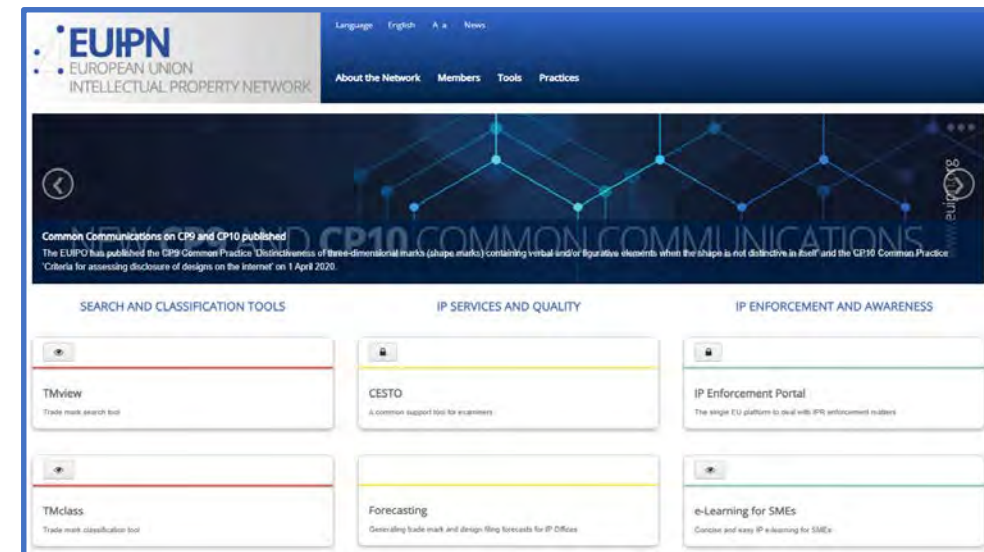 EUIPN
EUROPEAN UNION
INTELLECTUAL PROPERTY NETWORK
Language English A a News
About the Network Members Tools Practices
euipn.org
CP10 COMMON COMMUNICATIONS
Common Communications on CP9 and CP10 published
The EUIPO has published the CP9 Common Practice 'Distinctiveness of three-dimensional marks (shape marks) containing verbal and/or figurative elements when the shape is not distinctive in itself' and the CP10 Common Practice
'Criteria for assessing disclosure of designs on the internet' on 1 April 2020.
SEARCH AND CLASSIFICATION TOOLS
IP SERVICES AND QUALITY
IP ENFORCEMENT AND AWARENESS
TMview
Trade mark search tool
CESTO
A common support tool for examiners
IP Enforcement Portal
The single EU platform to deal with IPR enforcement matters
TMclass
Trade mark classification tool
Forecasting
Generating trade mark and design filing forecasts for IP Offices
e-Learning for SMEs
Concise and easy IP e-learning for SMEs